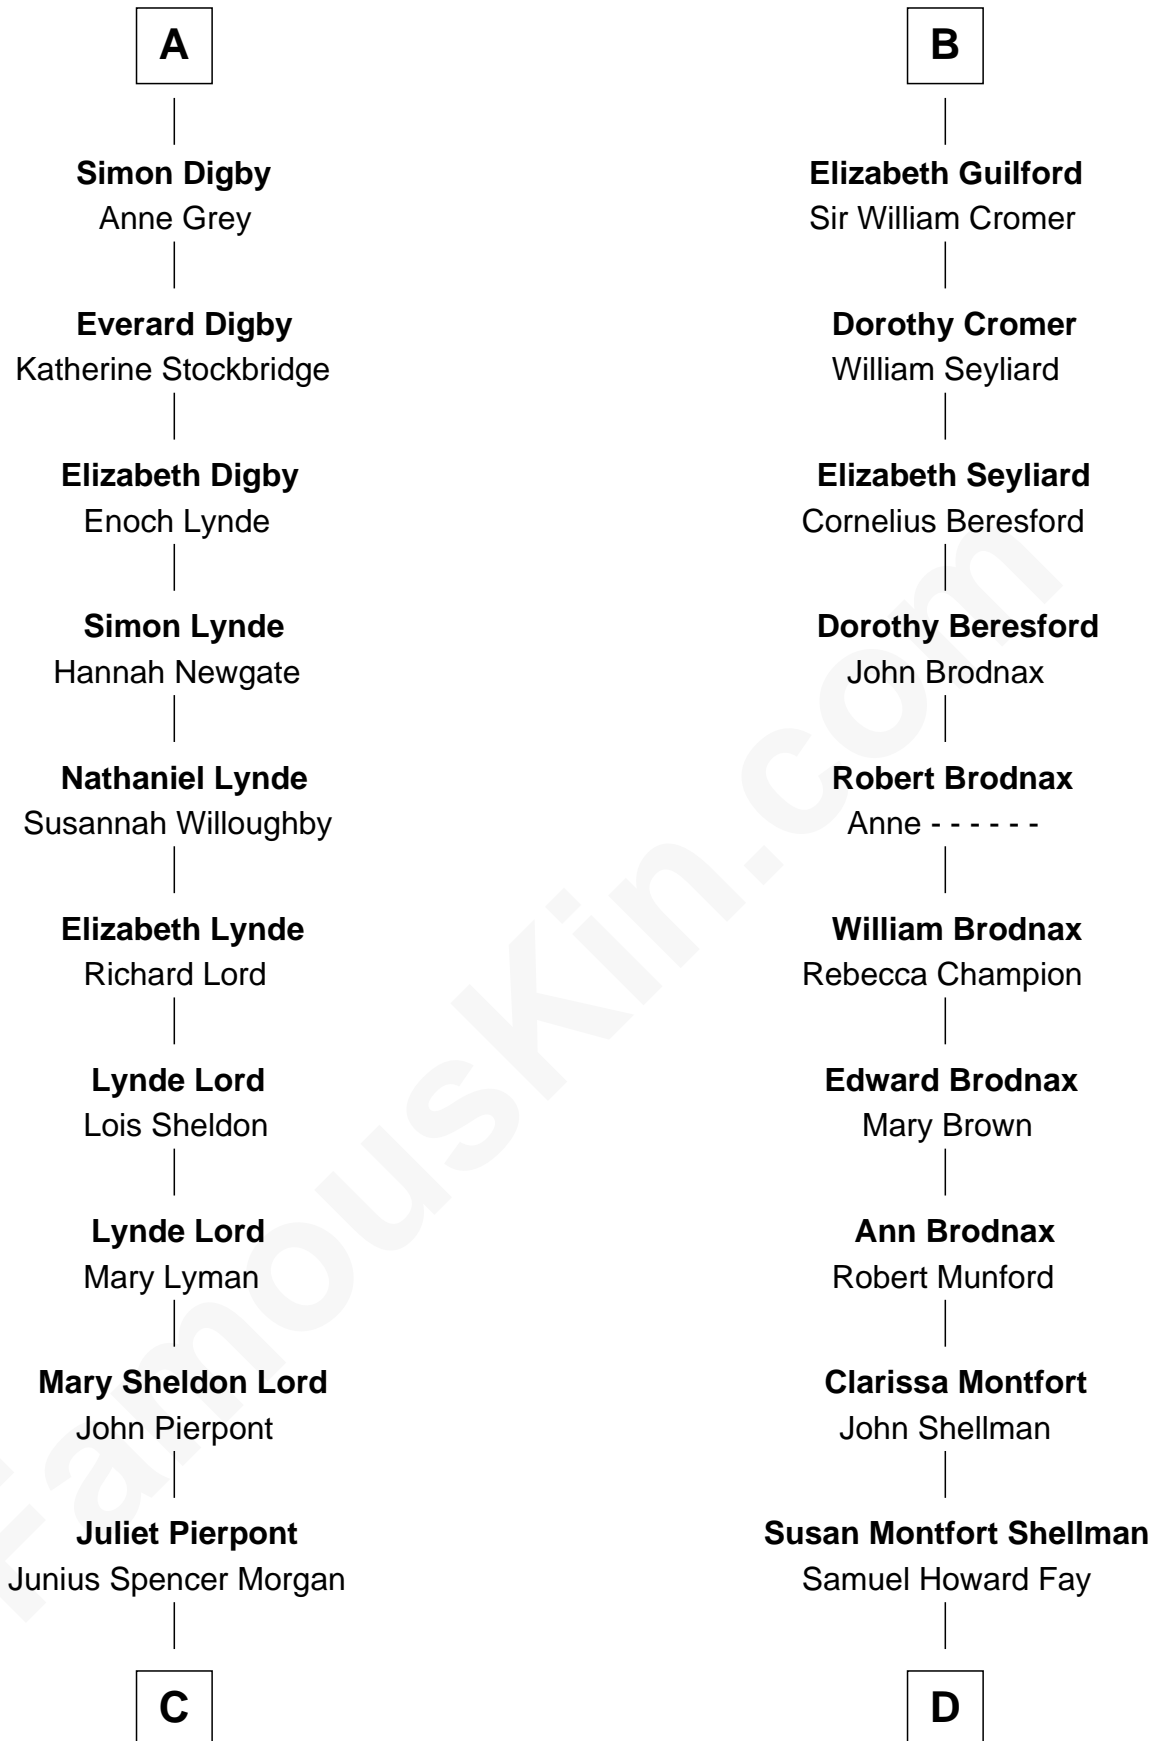 A
Simon Digby
Anne Grey
Everard Digby
Katherine Stockbridge
Elizabeth Digby
Enoch Lynde
Simon Lynde
Hannah Newgate
Nathaniel Lynde
Susannah Willoughby
Elizabeth Lynde
Richard Lord
Lynde Lord
Lois Sheldon
Lynde Lord
Mary Lyman
Mary Sheldon Lord
John Pierpont
Juliet Pierpont
Junius Spencer Morgan
C
B
Elizabeth Guilford
Sir William Cromer
Dorothy Cromer
William Seyliard
Elizabeth Seyliard
Cornelius Beresford
Dorothy Beresford
John Brodnax
Robert Brodnax
Anne - - - - - -
William Brodnax
Rebecca Champion
Edward Brodnax
Mary Brown
Ann Brodnax
Robert Munford
Clarissa Montfort
John Shellman
Susan Montfort Shellman
Samuel Howard Fay
D
FamousKin.com